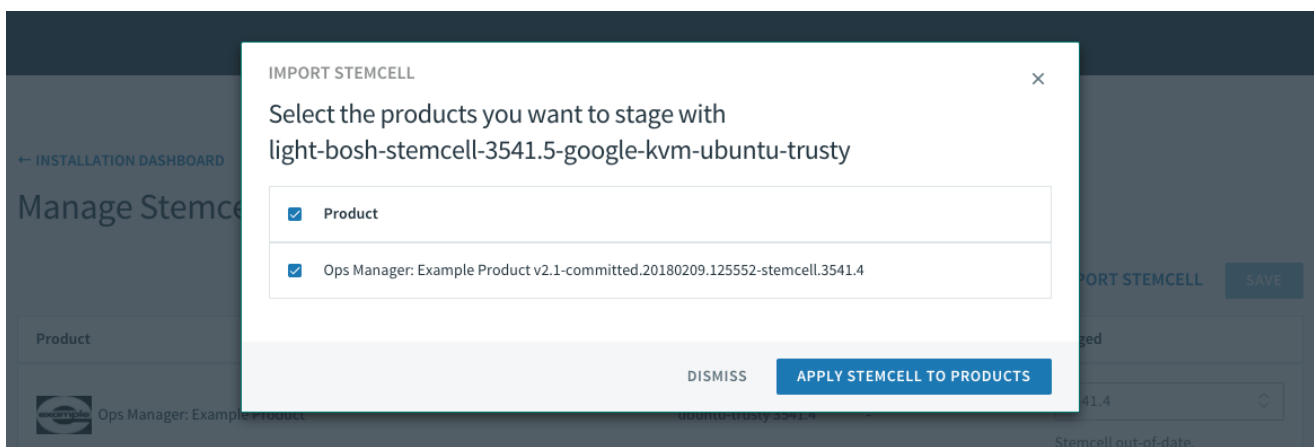 IMPORT STEMCELL
×
Select the products you want to stage with
light-bosh-stemcell-3541.5-google-kvm-ubuntu-trusty
Product
Ops Manager: Example Product v2.1-committed.20180209.125552-stemcell.3541.4
DISMISS APPLY STEMCELL TO PRODUCTS
← INSTALLATION DASHBOARD
Manage Stemce
PORT STEMCELL SAVE
Product ged
example Ops Manager: Example Product ubuntu-trusty 3541.4 - 41.4
Stemcell out-of-date.